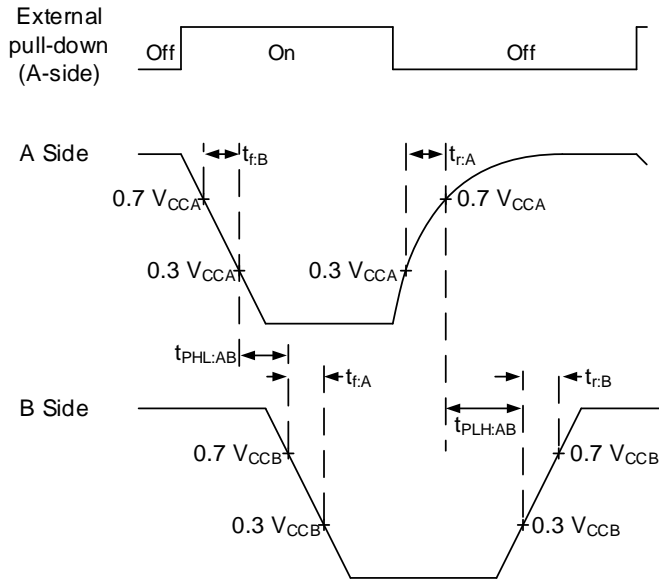 External
pull-down
(A-side)
Off
On
Off
A Side
t_f:B
t_r:A
0.7 V_CCA
0.7 V_CCA
0.3 V_CCA
0.3 V_CCA
t_PHL:AB
t_f:A
t_r:B
B Side
t_PLH:AB
0.7 V_CCB
0.7 V_CCB
0.3 V_CCB
0.3 V_CCB